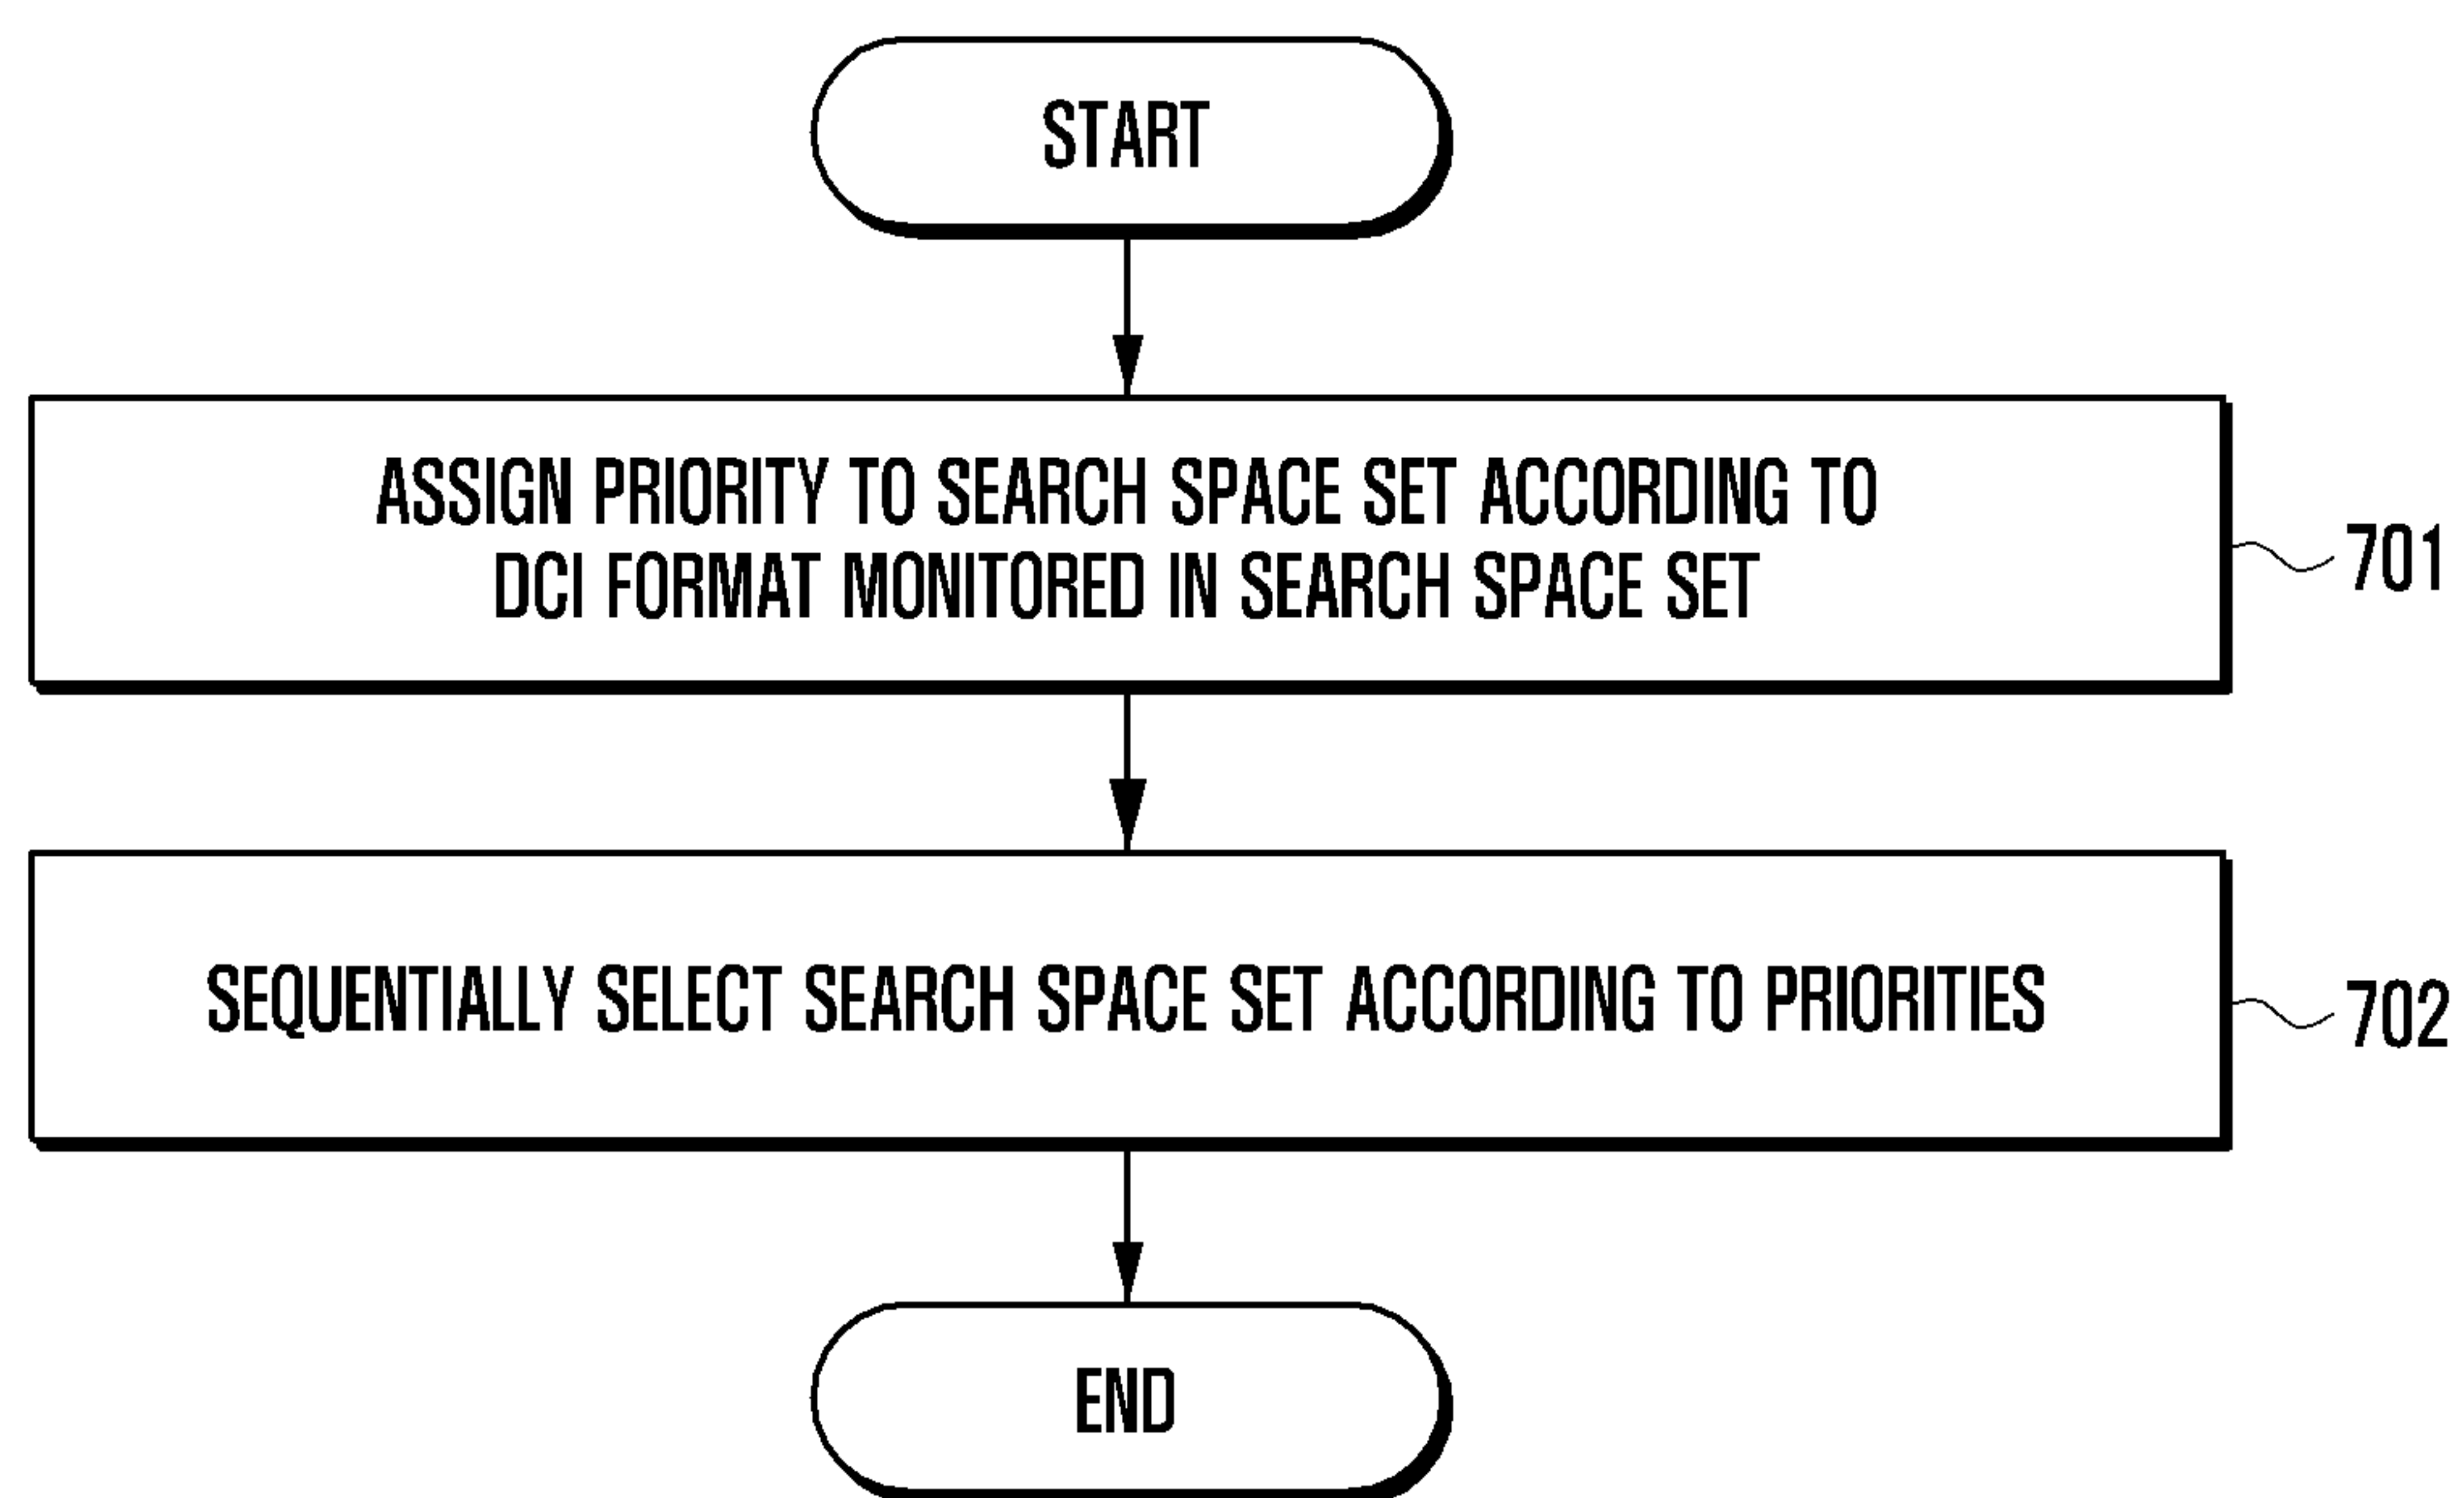 START
ASSIGN PRIORITY TO SEARCH SPACE SET ACCORDING TO
DCI FORMAT MONITORED IN SEARCH SPACE SET
701
SEQUENTIALLY SELECT SEARCH SPACE SET ACCORDING TO PRIORITIES
702
END